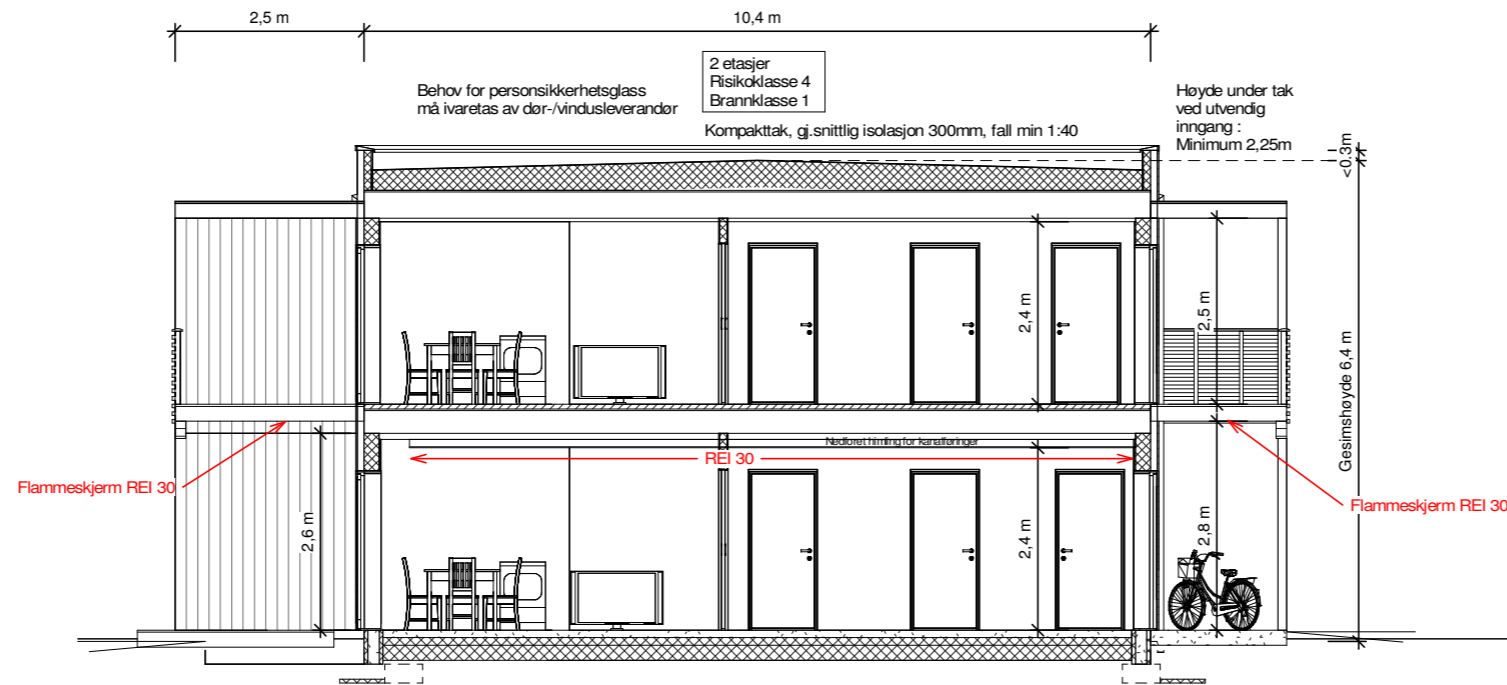 2,5 m
10,4 m
2 etasjer
Risikoklasse 4
Brannklasse 1
Behov for personsikkerhetsglass
må ivaretas av dør-/vindusleverandør
Høyde under tak
ved utvendig
inngang :
Minimum 2,25m
Kompakttak, gj.snittlig isolasjon 300mm, fall min 1:40
<0.3m
2,4 m
2,5 m
Gesimshøyde 6,4 m
Nedforet himling for kanalføringer
REI 30
Flammeskjerm REI 30
Flammeskjerm REI 30
2,6 m
2,4 m
2,8 m